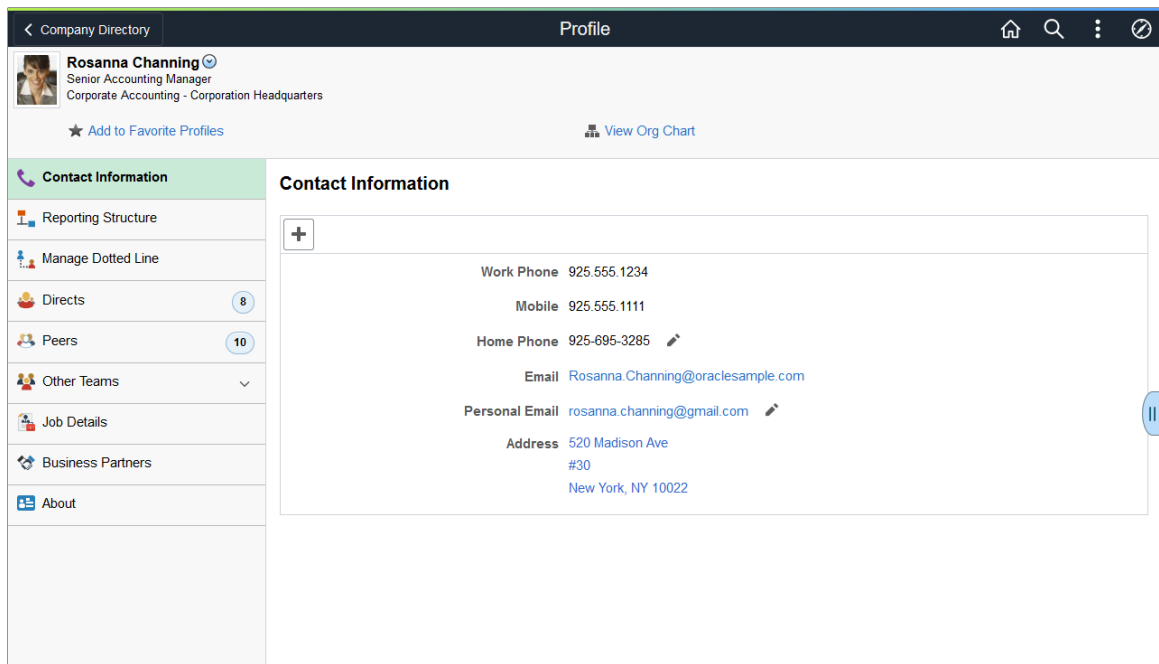 Company Directory
Profile
Rosanna Channing
Senior Accounting Manager
Corporate Accounting - Corporation Headquarters
Add to Favorite Profiles
View Org Chart
Contact Information
Reporting Structure
Manage Dotted Line
Directs 8
Peers 10
Other Teams
Job Details
Business Partners
About
Contact Information
Work Phone 925.555.1234
Mobile 925.555.1111
Home Phone 925-695-3285
Email Rosanna.Channing@oraclesample.com
Personal Email rosanna.channing@gmail.com
Address 520 Madison Ave
#30
New York, NY 10022